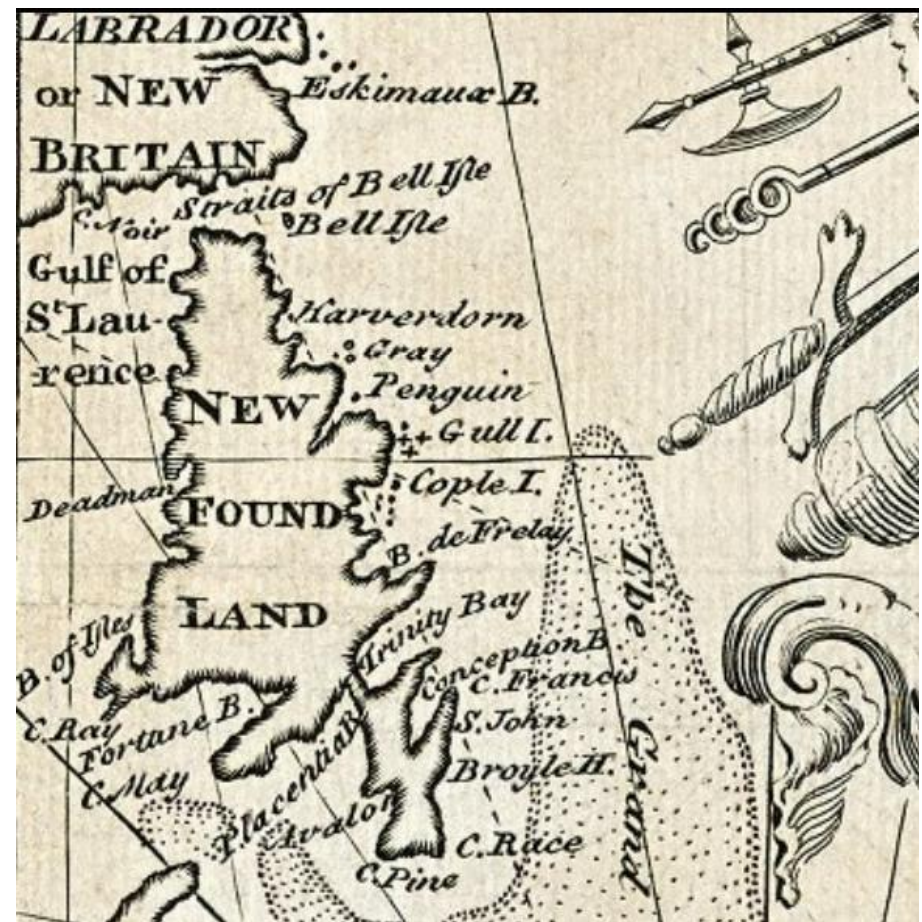 LABRADOR
or NEW
BRITAIN
Eskimaux B.
Straits of Bell Isle
C. Noir
Bell Isle
Gulf of
St Lau-
rence
Harverdorn
Gray
Penguin
NEW
Gull I.
Cople I.
Deadman
FOUND
B. de Frelay
LAND
The Grand
Trinity Bay
B. of Isles
Conception B
C. Francis
C. Ray
Fortune B.
S. John
Placentia B
Broyle H.
C. May
Avalon
C. Race
C. Pine